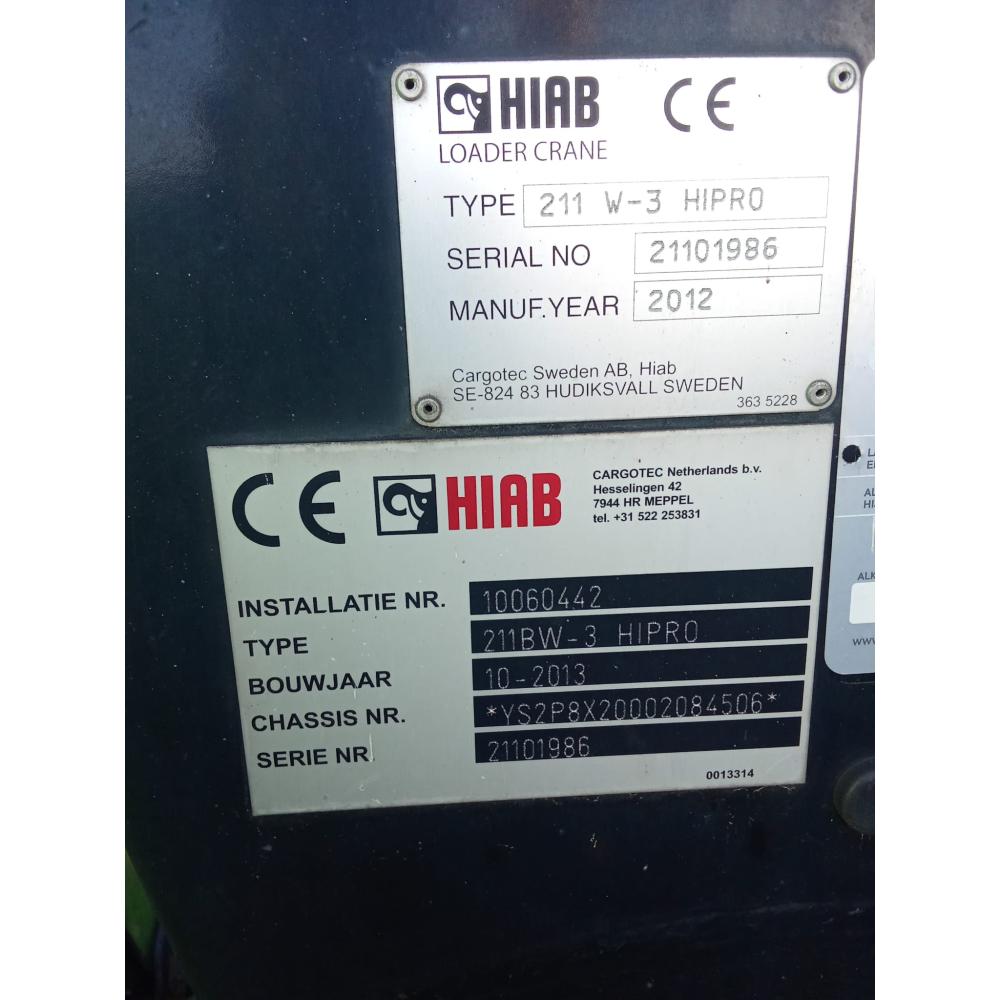 HIAB CE
LOADER CRANE
TYPE 211 W-3 HIPRO
SERIAL NO 21101986
MANUF.YEAR 2012
Cargotec Sweden AB, Hiab
SE-824 83 HUDIKSVALL SWEDEN
363 5228
CE HIAB
CARGOTEC Netherlands b.v.
Hesselingen 42
7944 HR MEPPEL
tel. +31 522 253831
INSTALLATIE NR. 10060442
TYPE 211BW-3 HIPRO
BOUWJAAR 10-2013
CHASSIS NR. *YS2P8X20002084506*
SERIE NR 21101986
0013314